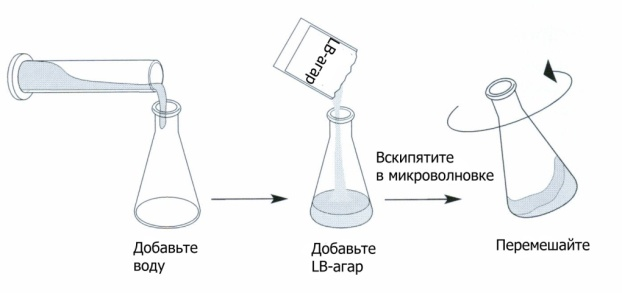 LB-агар
Вскипятите
в микроволновке
Добавьте
воду
Добавьте
LB-агар
Перемешайте